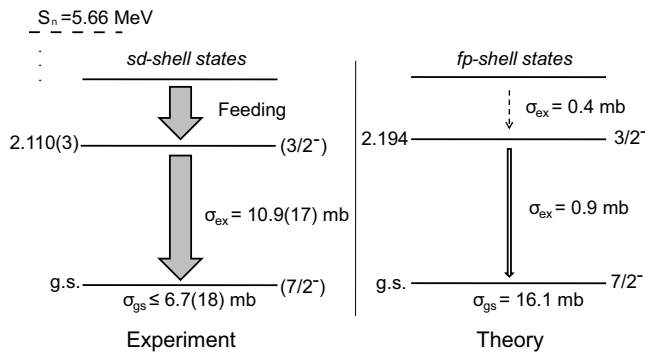 Sₙ =5.66 MeV
sd-shell states
Feeding
2.110(3)
(3/2⁻)
σₑₓ = 10.9(17) mb
g.s.
(7/2⁻)
σgs ≤ 6.7(18) mb
Experiment
fp-shell states
σₑₓ = 0.4 mb
2.194
3/2⁻
σₑₓ = 0.9 mb
g.s.
7/2⁻
σgs = 16.1 mb
Theory